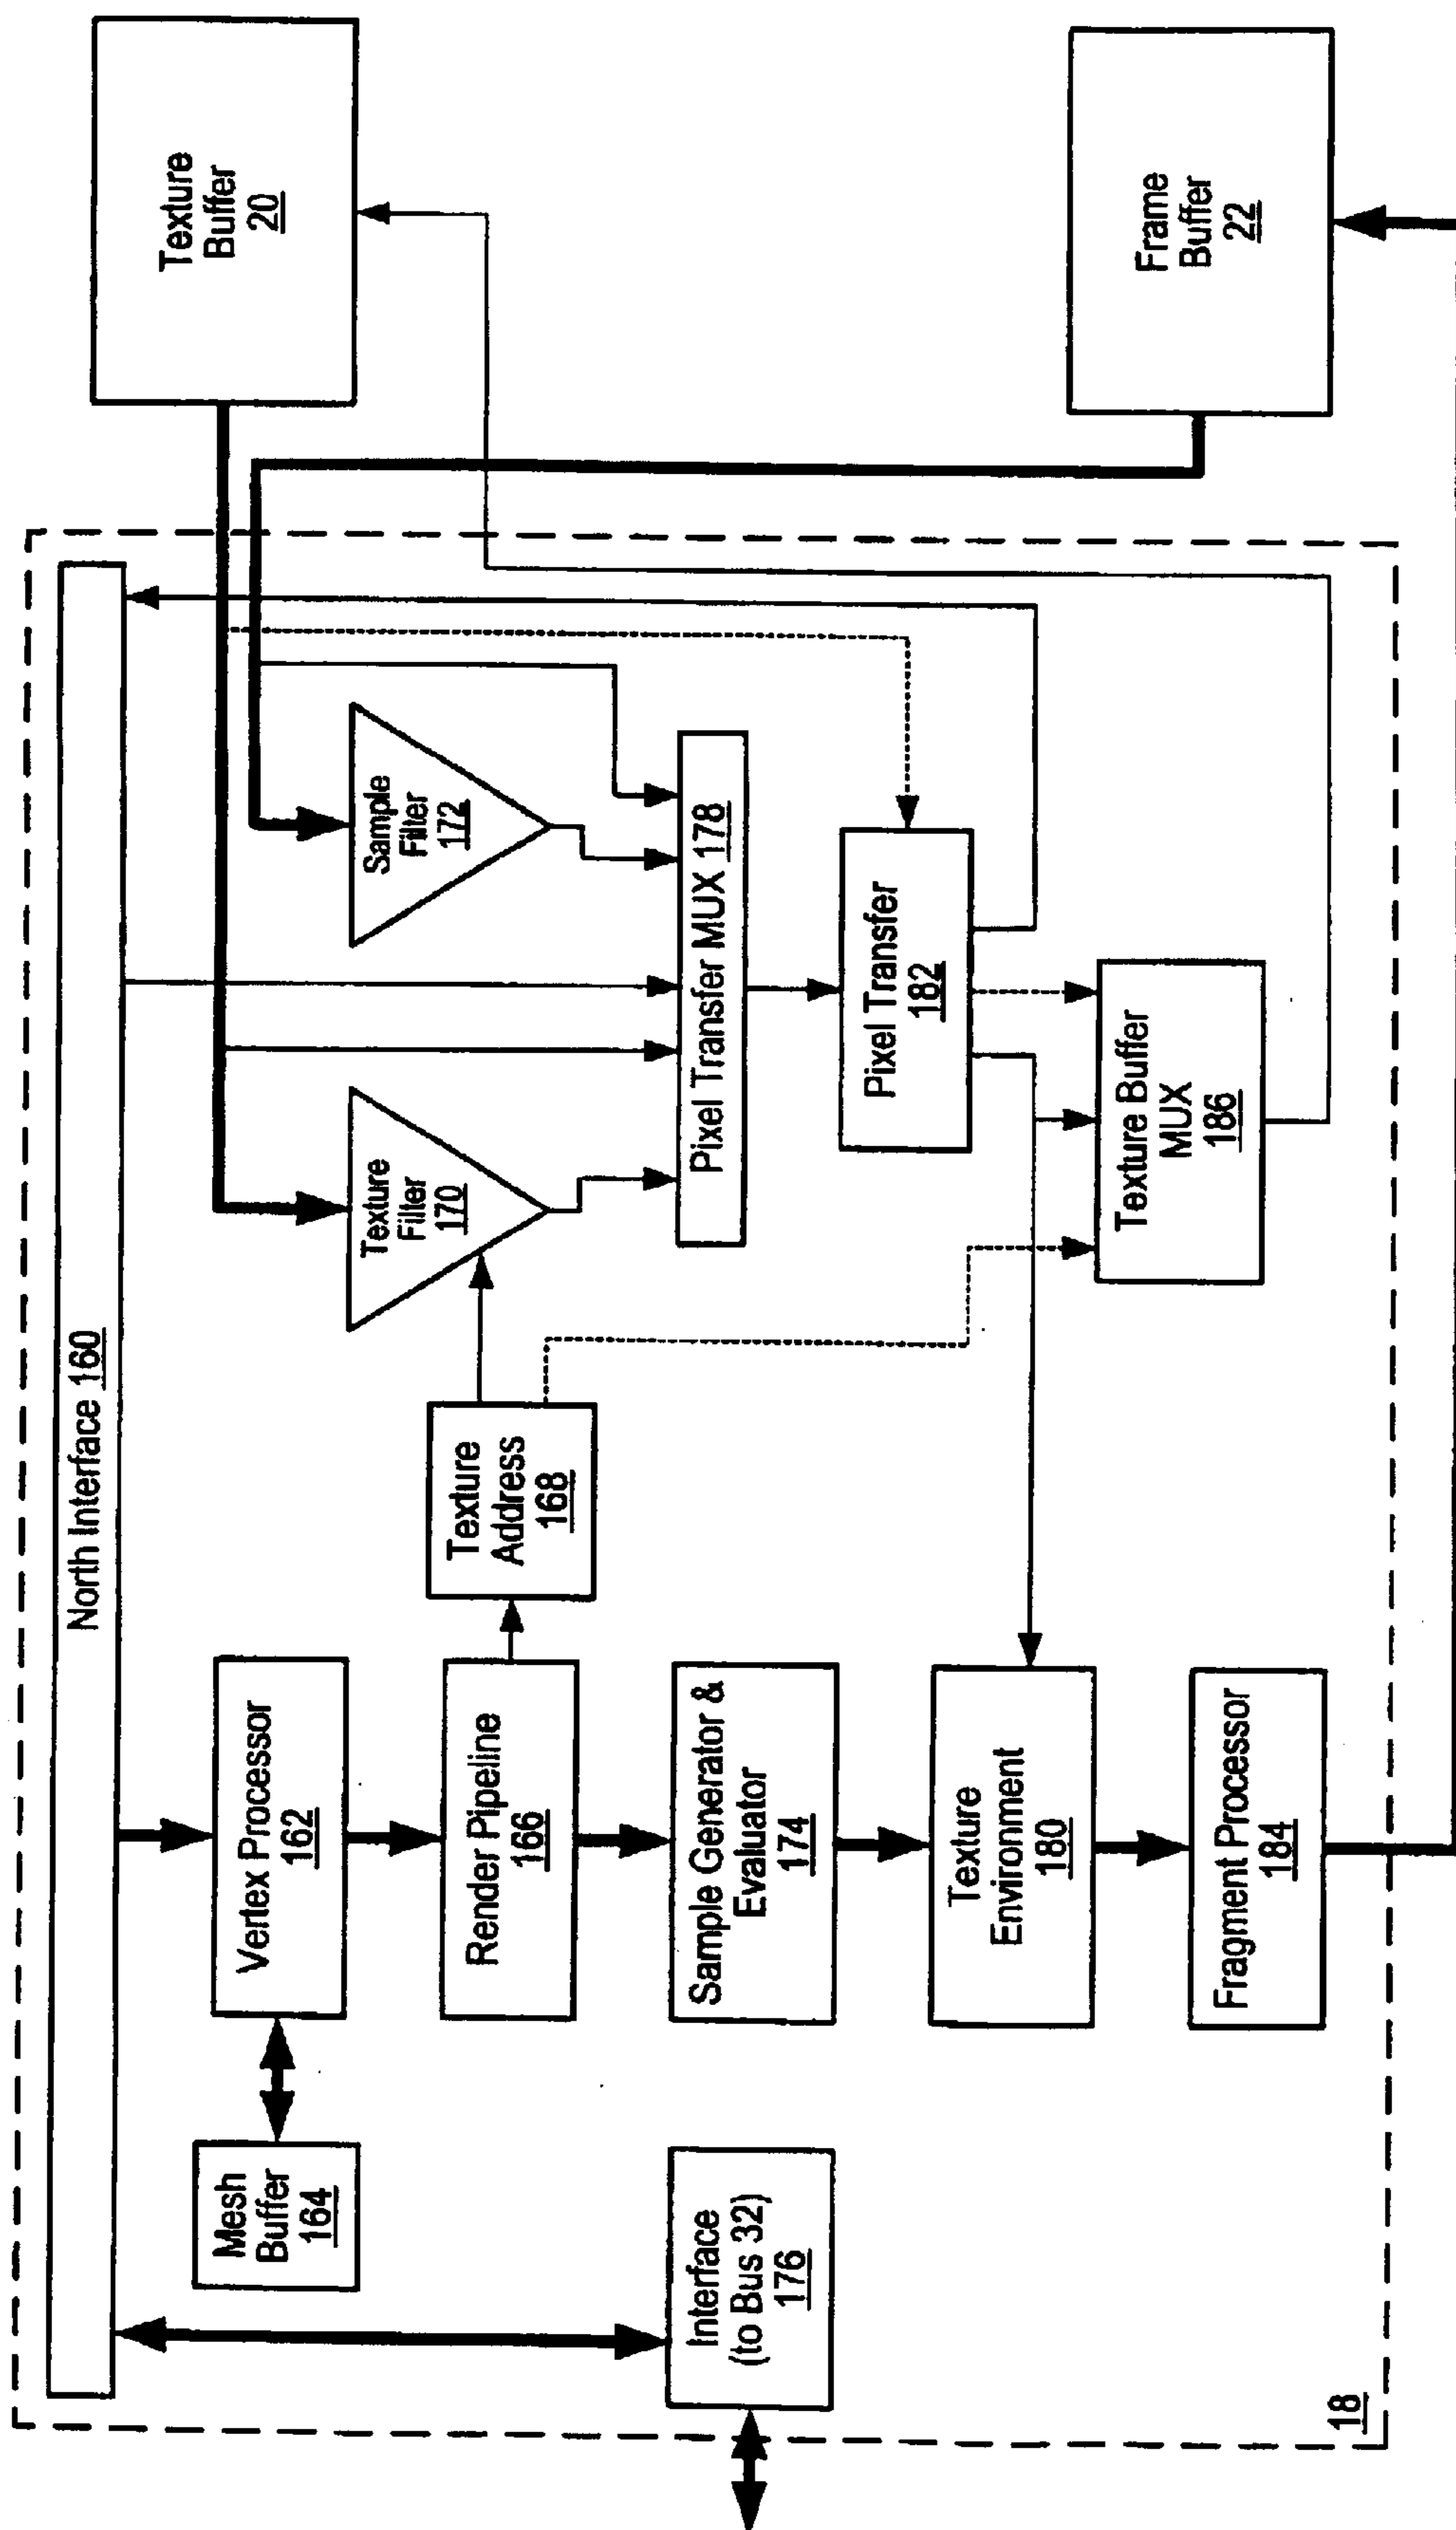 North Interface 160
Mesh
Buffer
164
Vertex Processor
162
Interface
(to Bus 32)
176
Render Pipeline
166
Texture
Address
168
Texture
Filter
170
Sample
Filter
172
Texture
Buffer
20
Sample Generator &
Evaluator
174
Pixel Transfer MUX 178
Texture
Environment
180
Pixel Transfer
182
Fragment Processor
184
Texture Buffer
MUX
186
Frame
Buffer
22
18